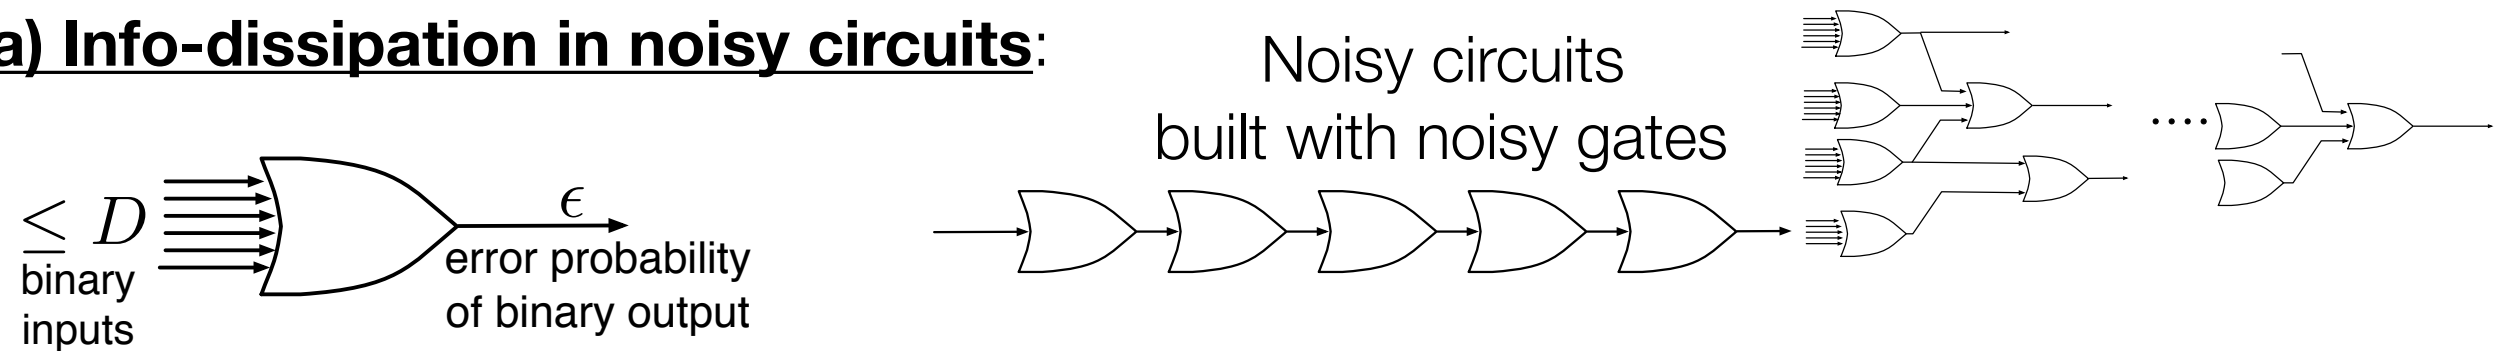 a) Info-dissipation in noisy circuits:
≤ D
binary
inputs
ϵ
error probability
of binary output
Noisy circuits
built with noisy gates
....